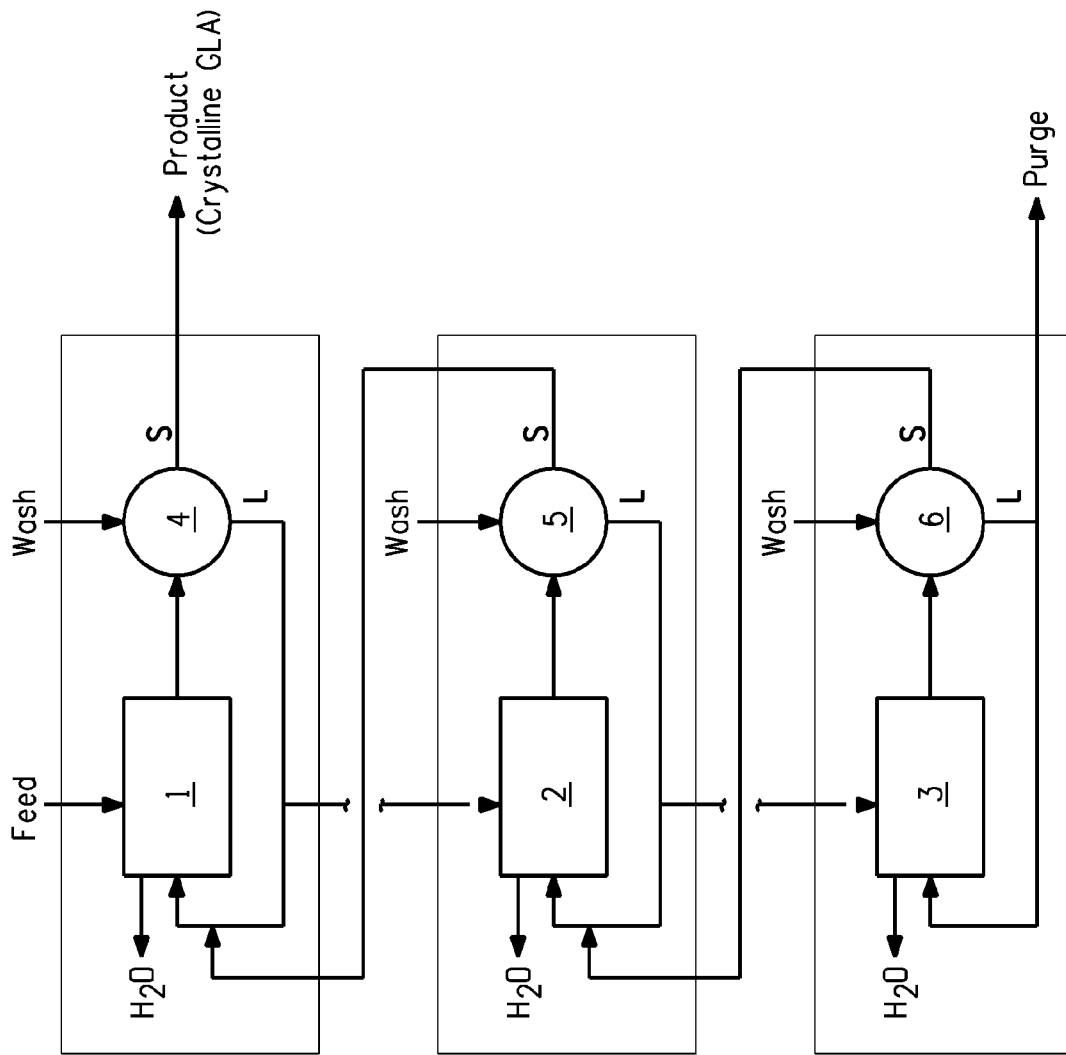 Feed
Wash
1
4
S
L
H₂O
Product
(Crystalline GLA)
Wash
2
5
S
L
H₂O
Wash
3
6
S
L
H₂O
Purge